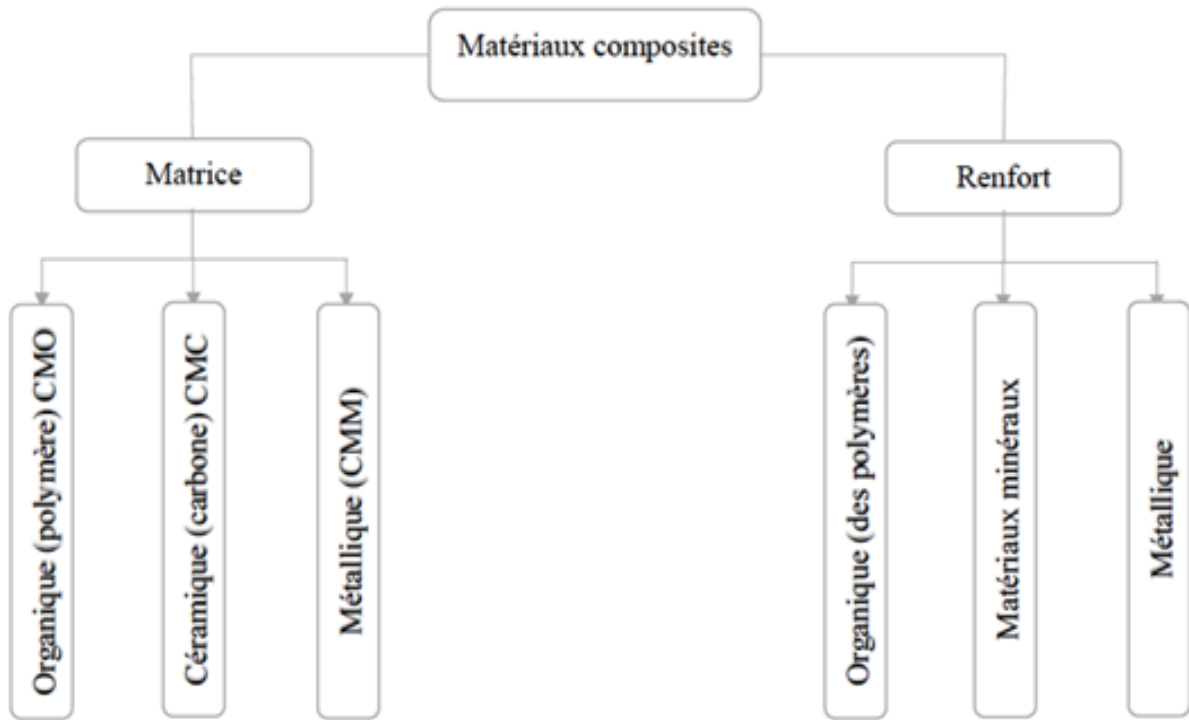 Matériaux composites
Matrice
Renfort
Organique (polymère) CMO
Céramique (carbone) CMC
Métallique (CMM)
Organique (des polymères)
Matériaux minéraux
Métallique